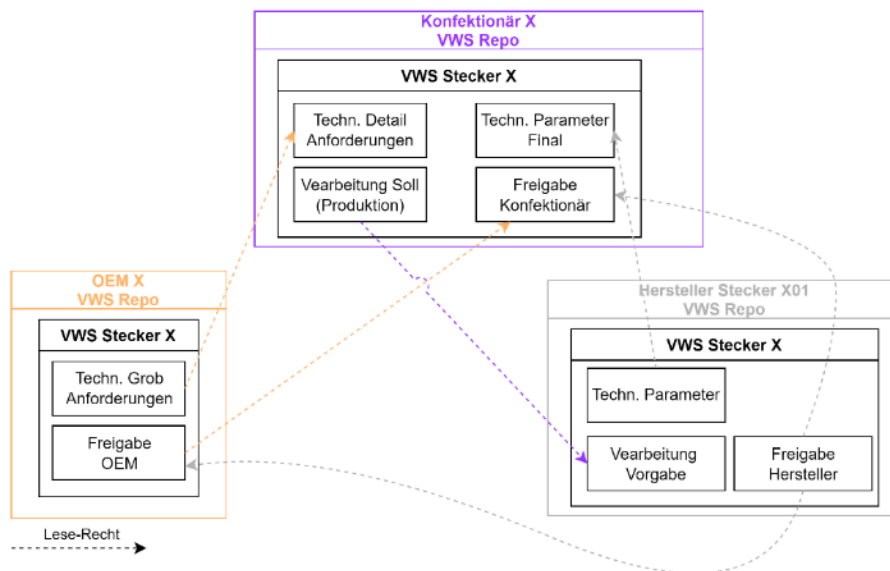 Konfektionär X
VWS Repo
VWS Stecker X
Techn. Detail
Anforderungen
Techn. Parameter
Final
Vearbeitung Soll
(Produktion)
Freigabe
Konfektionär
OEM X
VWS Repo
VWS Stecker X
Techn. Grob
Anforderungen
Freigabe
OEM
Hersteller Stecker X01
VWS Repo
VWS Stecker X
Techn. Parameter
Vearbeitung
Vorgabe
Freigabe
Hersteller
Lese-Recht